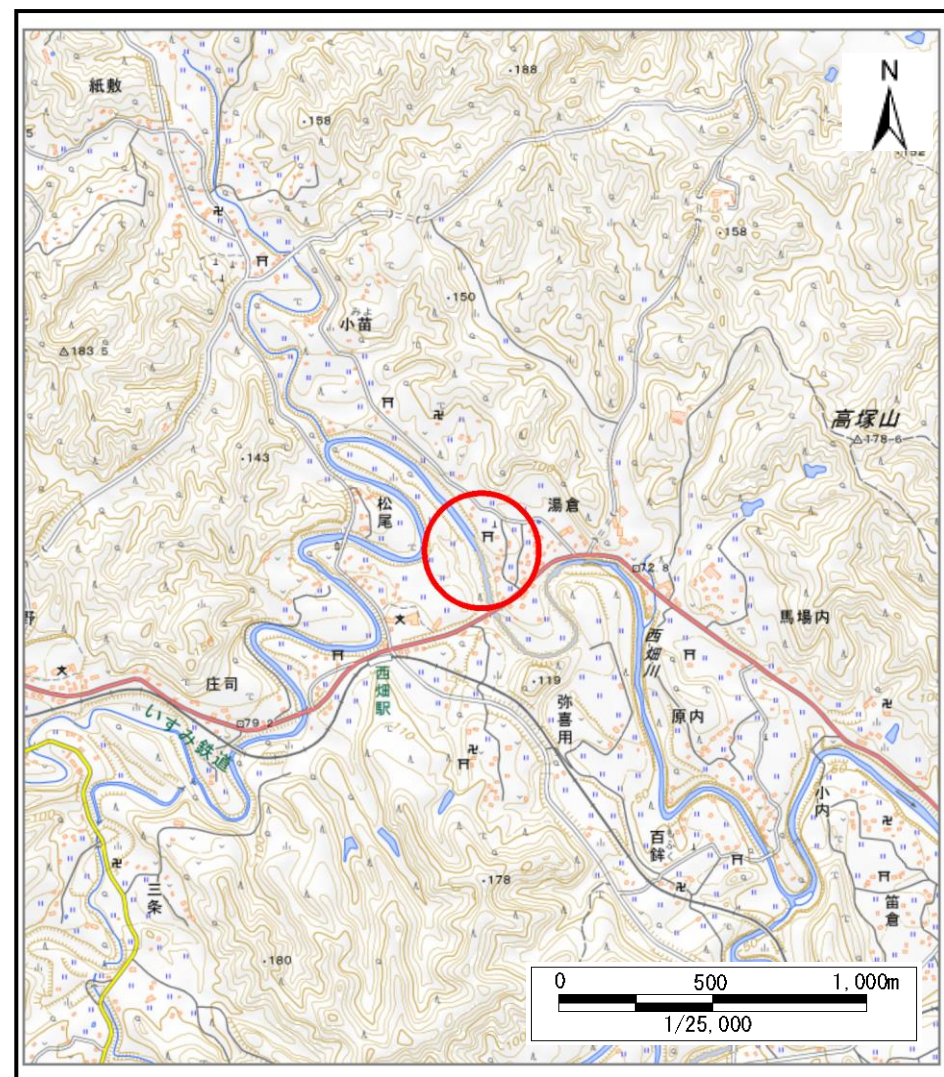 N
紙敷
188
158
152
158
みよ
小苗
150
183.5
高塚山
178.6
143
松尾
湯倉
72.8
馬場内
西畑川
庄司
西畑駅
119
弥喜用
原内
79.2
いすみ鉄道
小内
百鉾
三条
178
笛倉
180
0 500 1,000m
1/25,000